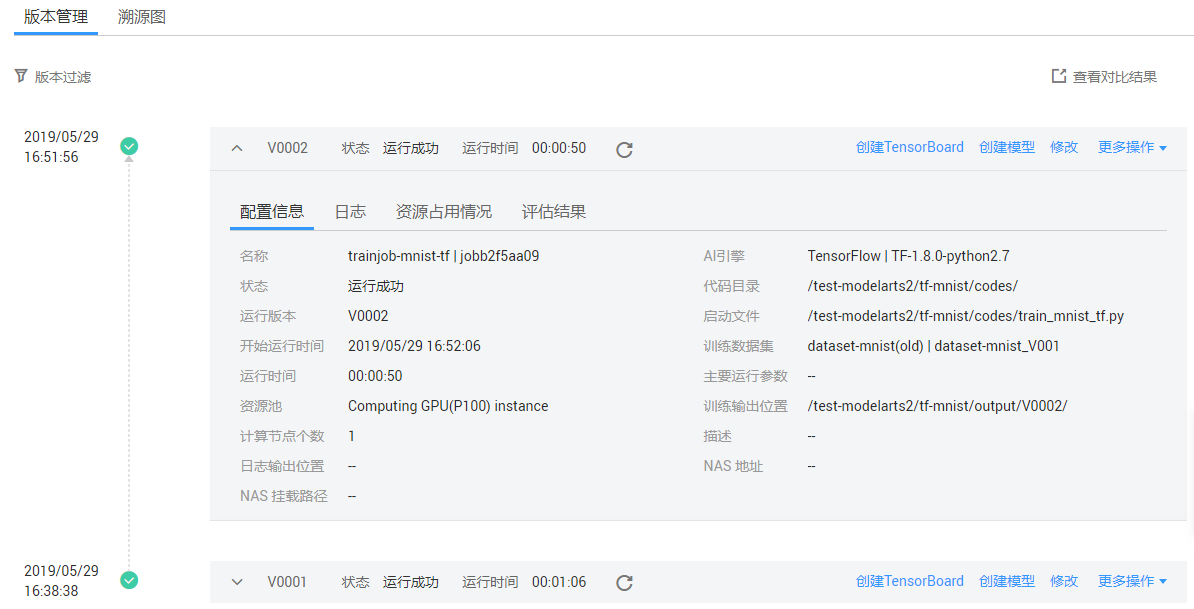 版本管理 溯源图
版本过滤 查看对比结果
2019/05/29
16:51:56
V0002 状态 运行成功 运行时间 00:00:50 创建TensorBoard 创建模型 修改 更多操作
配置信息 日志 资源占用情况 评估结果
名称 trainjob-mnist-tf | jobb2f5aa09 AI引擎 TensorFlow | TF-1.8.0-python2.7
状态 运行成功 代码目录 /test-modelarts2/tf-mnist/codes/
运行版本 V0002 启动文件 /test-modelarts2/tf-mnist/codes/train_mnist_tf.py
开始运行时间 2019/05/29 16:52:06 训练数据集 dataset-mnist(old) | dataset-mnist_V001
运行时间 00:00:50 主要运行参数 --
资源池 Computing GPU(P100) instance 训练输出位置 /test-modelarts2/tf-mnist/output/V0002/
计算节点个数 1 描述 --
日志输出位置 -- NAS 地址 --
NAS 挂载路径 --
2019/05/29
16:38:38
V0001 状态 运行成功 运行时间 00:01:06 创建TensorBoard 创建模型 修改 更多操作